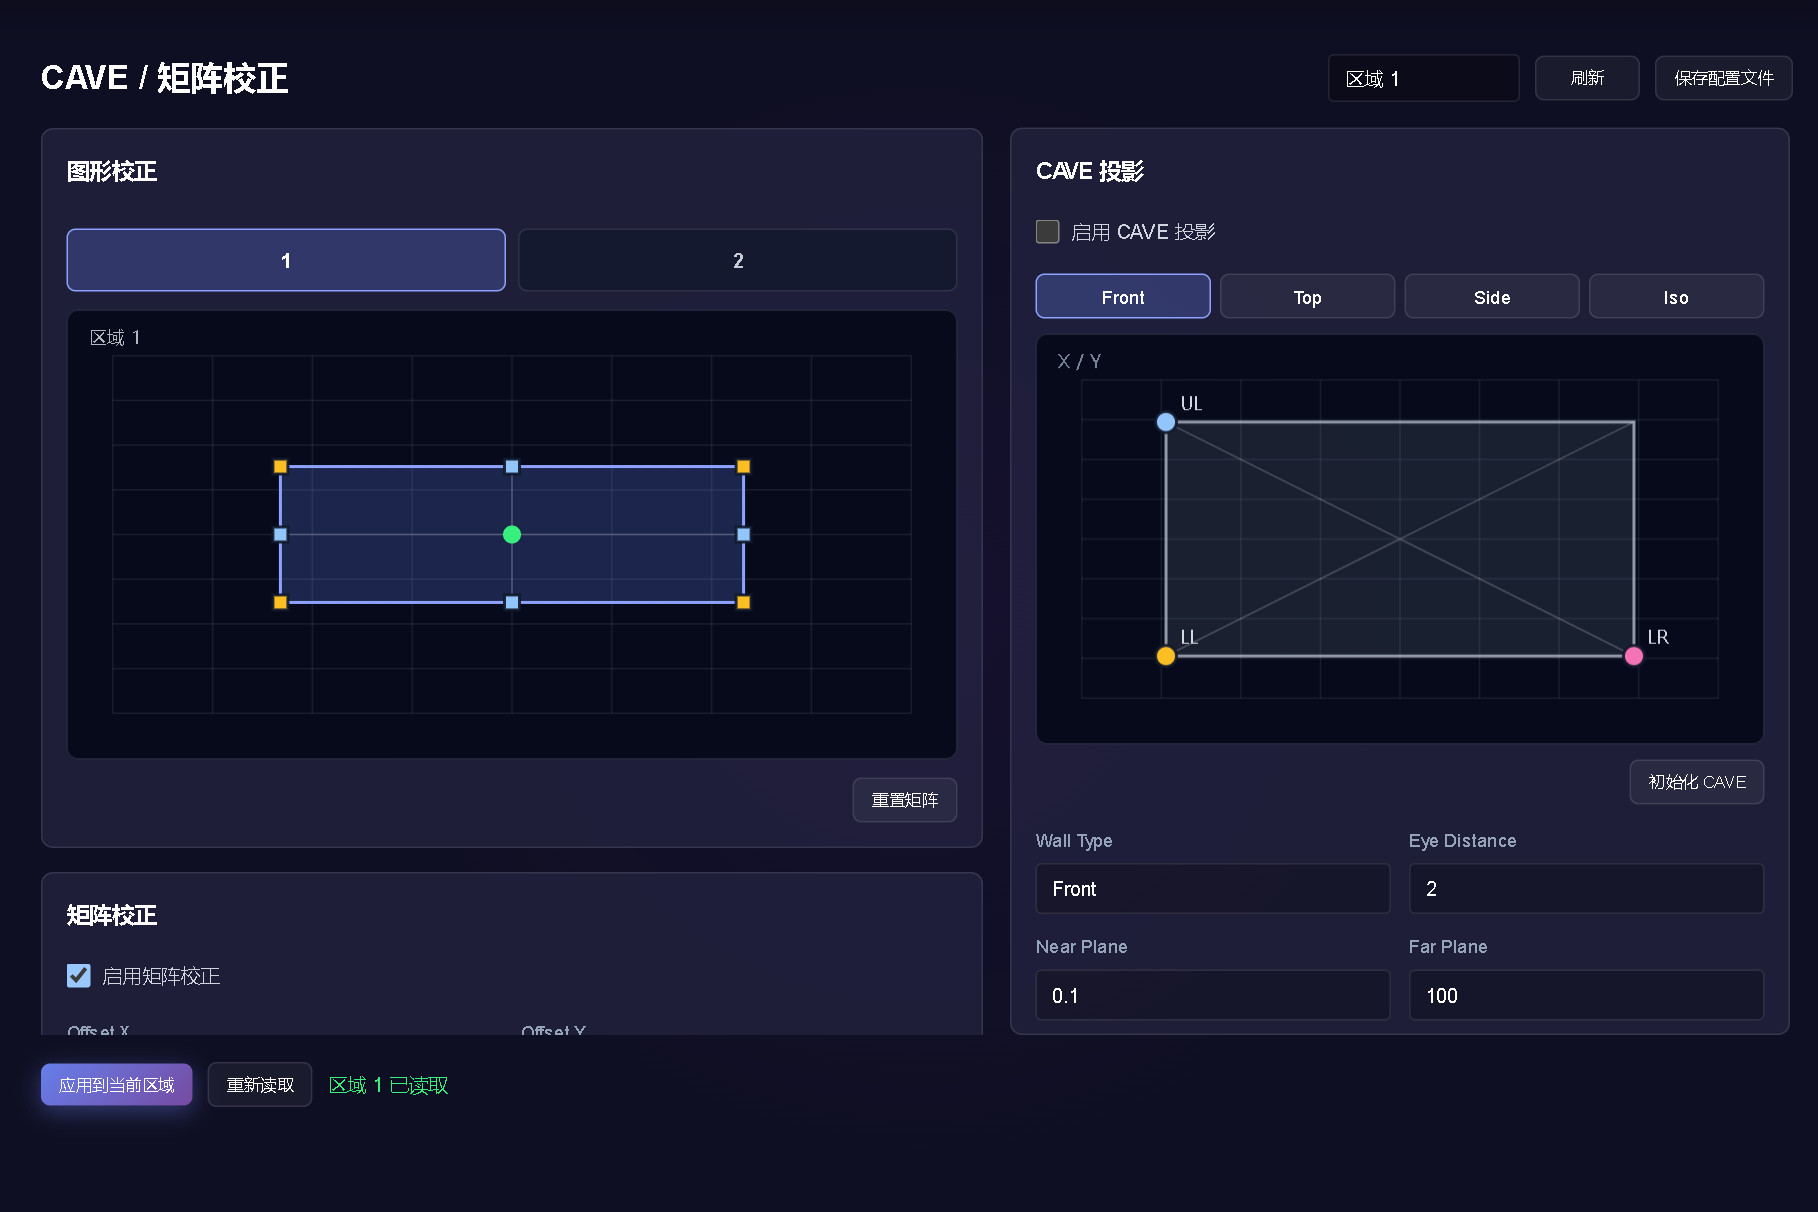 CAVE / 矩阵校正
区域 1
刷新
保存配置文件
图形校正
1
2
区域 1
重置矩阵
矩阵校正
启用矩阵校正
Offset X
Offset Y
CAVE 投影
启用 CAVE 投影
Front
Top
Side
Iso
X / Y
UL
LL
LR
初始化 CAVE
Wall Type
Eye Distance
Front
2
Near Plane
Far Plane
0.1
100
应用到当前区域
重新读取
区域 1 已读取